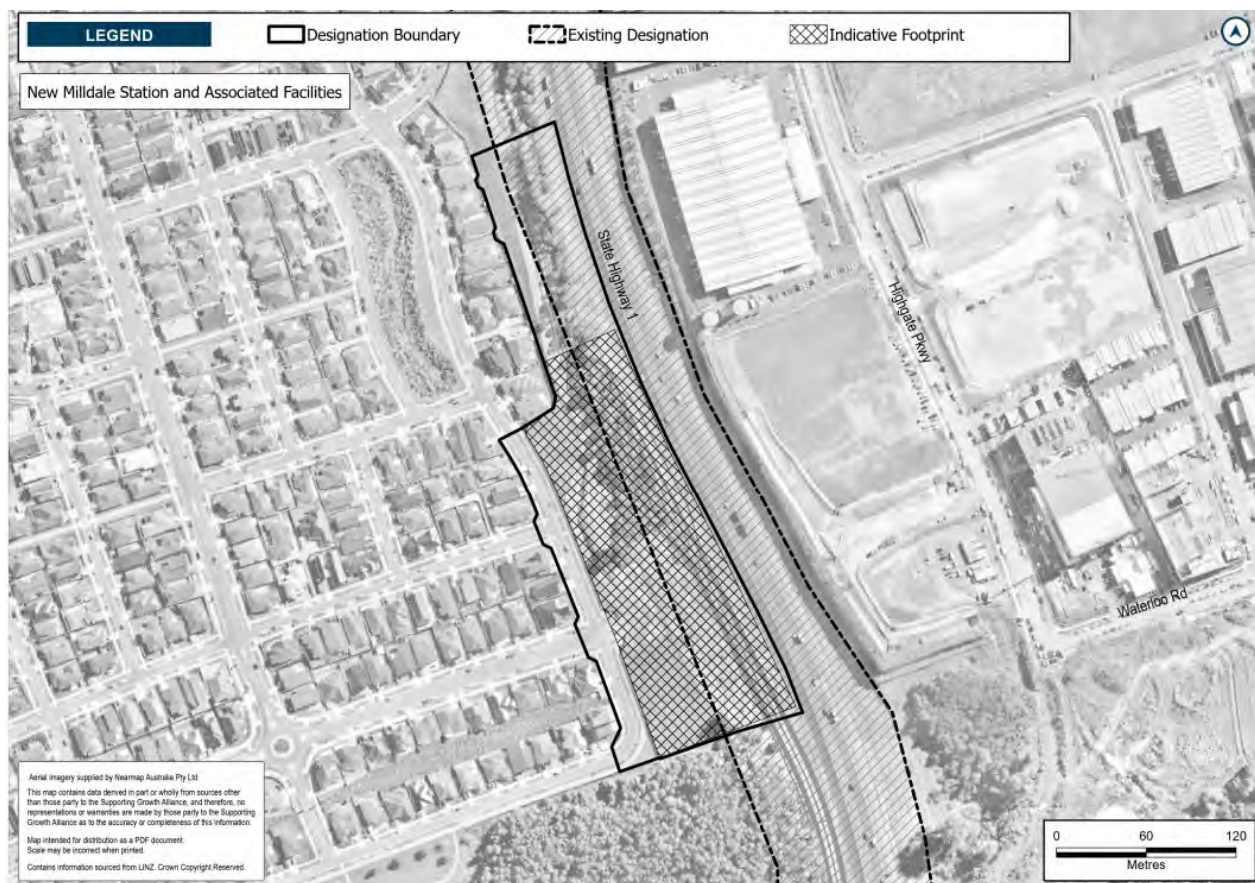 LEGEND
Designation Boundary
Existing Designation
Indicative Footprint
New Milldale Station and Associated Facilities
State Highway 1
Highgate Pkwy
Waterloo Rd
Aerial imagery supplied by Nearmap Australia Pty Ltd
This map contains data derived in part or wholly from sources other
than those party to the Supporting Growth Alliance, and therefore, no
representations or warranties are made by those party to the Supporting
Growth Alliance as to the accuracy or completeness of this information.
Map intended for distribution as a PDF document.
Scale may be incorrect when printed.
Contains information sourced from LINZ. Crown Copyright Reserved.
0 60 120
Metres